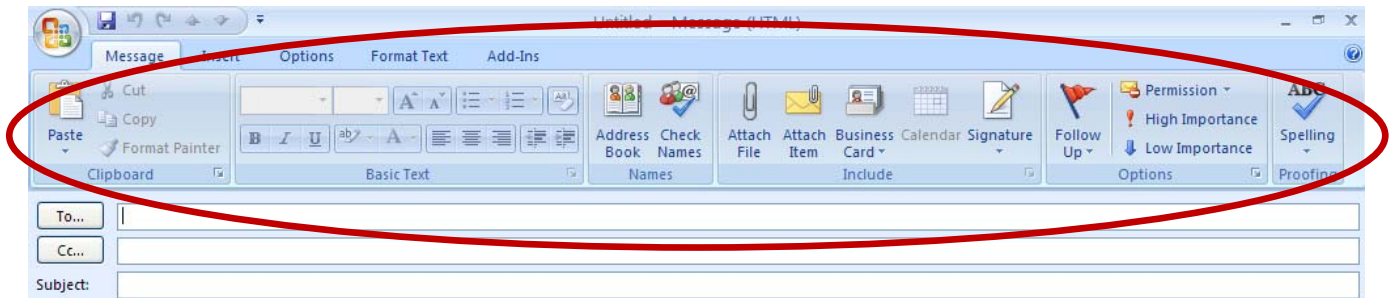 Untitled - Message (HTML)
Message Insert Options Format Text Add-Ins
Paste
Cut
Copy
Format Painter
Clipboard
B I U ab A
A A
Basic Text
Address Book
Check Names
Names
Attach File
Attach Item
Business Card
Calendar
Signature
Include
Follow Up
Permission
High Importance
Low Importance
Options
ABC
Spelling
Proofing
To...
Cc...
Subject: